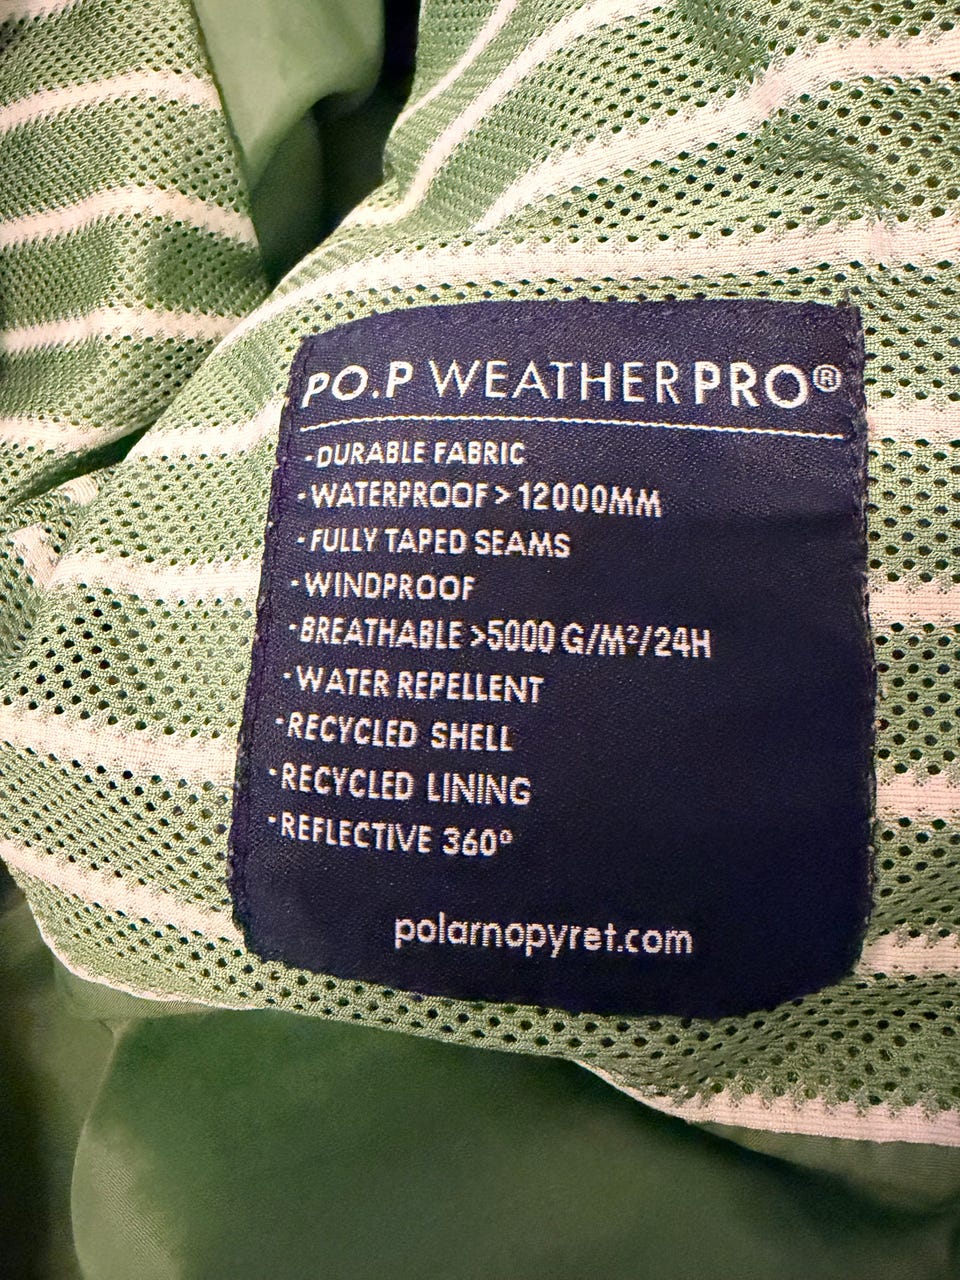 PO.P WEATHERPRO®
-DURABLE FABRIC
-WATERPROOF > 12000MM
-FULLY TAPED SEAMS
-WINDPROOF
-BREATHABLE >5000 G/M²/24H
-WATER REPELLENT
-RECYCLED SHELL
-RECYCLED LINING
-REFLECTIVE 360°
polarnopyret.com